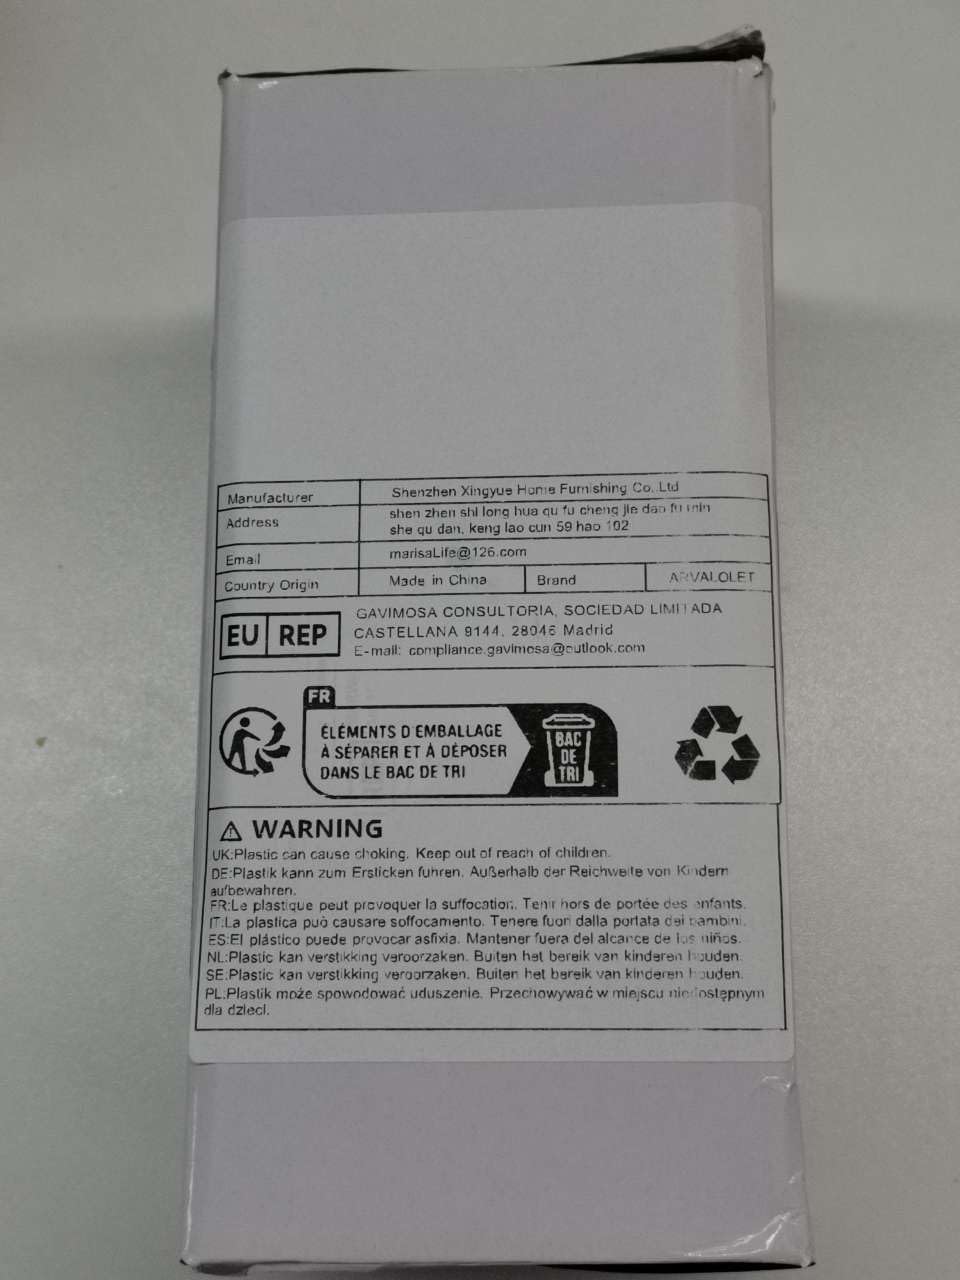 Manufacturer Shenzhen Xingyue Home Furnishing Co. Ltd
Address shen zhen shi long hua qu fu cheng jie dao fu min
she qu dan, keng lao cun 59 hao 102
Email marisaLife@126.com
Country Origin Made in China Brand ARVALOLET
EU REP
GAVIMOSA CONSULTORIA, SOCIEDAD LIMITADA
CASTELLANA 9144, 28046 Madrid
E-mail: compliance.gavimosa@outlook.com
FR
ÉLÉMENTS D'EMBALLAGE
À SÉPARER ET À DÉPOSER
DANS LE BAC DE TRI
BAC
DE
TRI
WARNING
UK:Plastic can cause choking. Keep out of reach of children.
DE:Plastik kann zum Ersticken fuhren. Außerhalb der Reichweite von Kindern
aufbewahren.
FR:Le plastique peut provoquer la suffocation. Tenir hors de portée des enfants.
IT:La plastica può causare soffocamento. Tenere fuori dalla portata dei bambini.
ES:El plástico puede provocar asfixia. Mantener fuera del alcance de los niños.
NL:Plastic kan verstikking veroorzaken. Buiten het bereik van kinderen houden.
SE:Plastic kan verstikking veroorzaken. Buiten het bereik van kinderen houden.
PL:Plastik może spowodować uduszenie. Przechowywać w miejscu niedostępnym
dla dzieci.